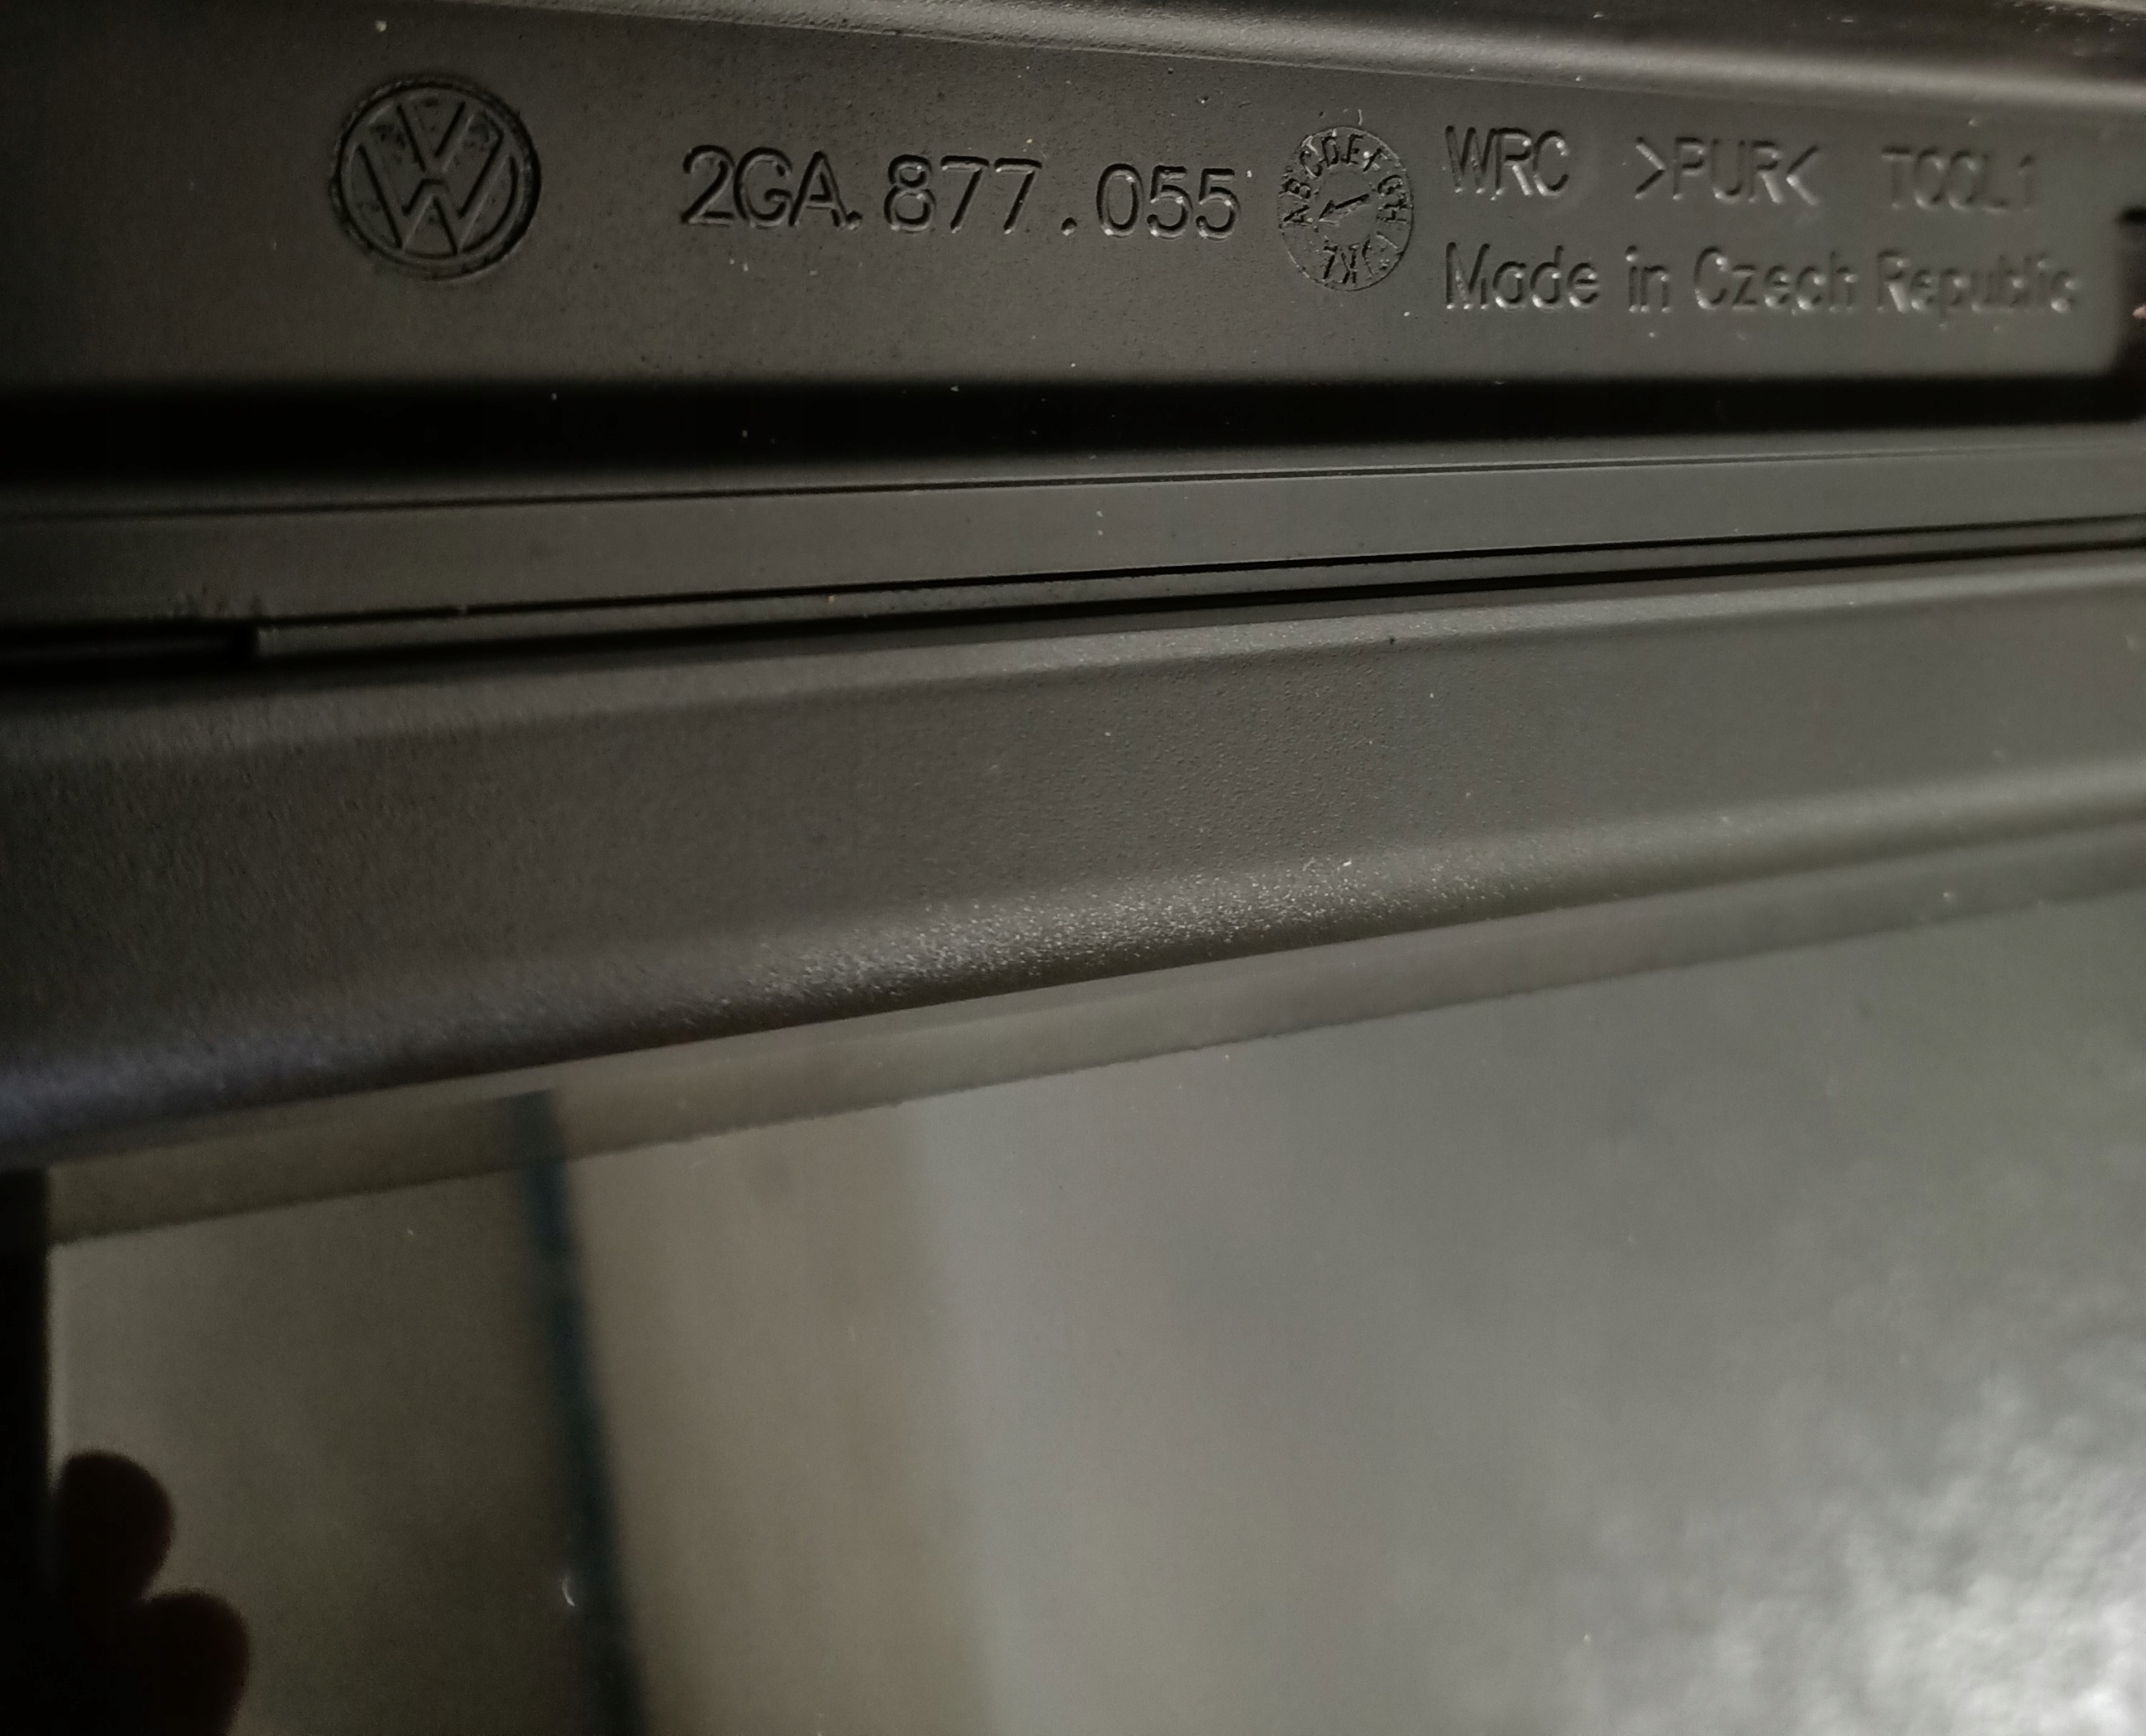 2GA.877.055 WRC >PUR< TOOL1
Made in Czech Republic